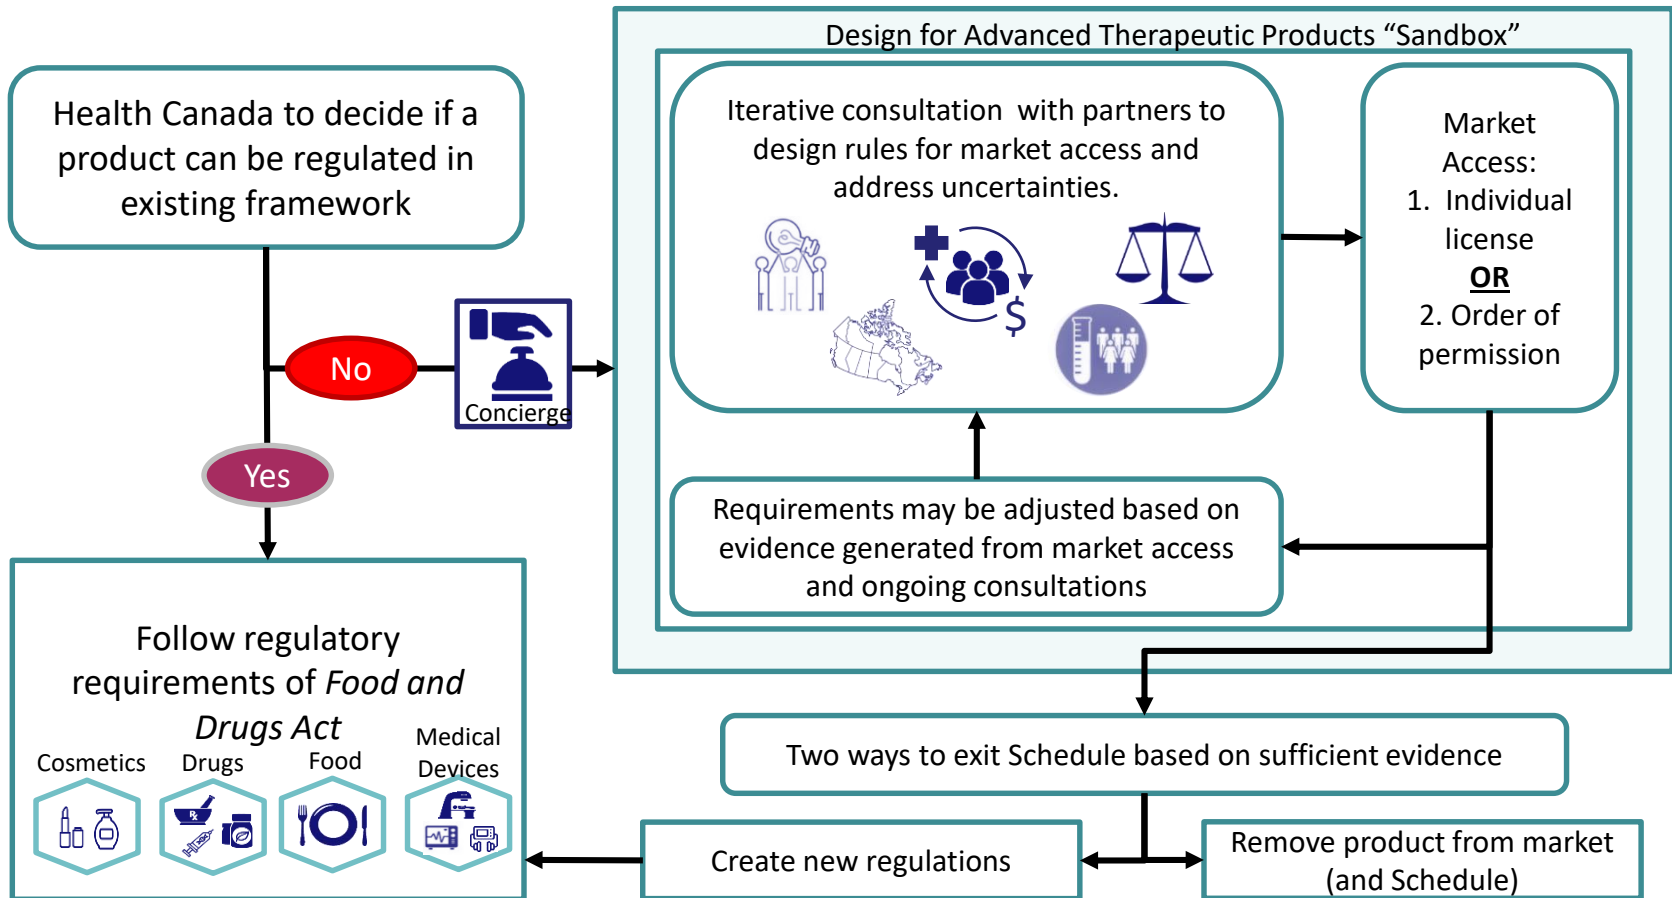 Design for Advanced Therapeutic Products “Sandbox”
Health Canada to decide if a
product can be regulated in
existing framework
Iterative consultation with partners to
design rules for market access and
address uncertainties.
$
Market
Access:
1. Individual
license
OR
2. Order of
permission
No
Concierge
Yes
Requirements may be adjusted based on
evidence generated from market access
and ongoing consultations
Follow regulatory
requirements of Food and
Drugs Act
Cosmetics
Drugs
Food
Medical
Devices
Rx
Two ways to exit Schedule based on sufficient evidence
Create new regulations
Remove product from market
(and Schedule)